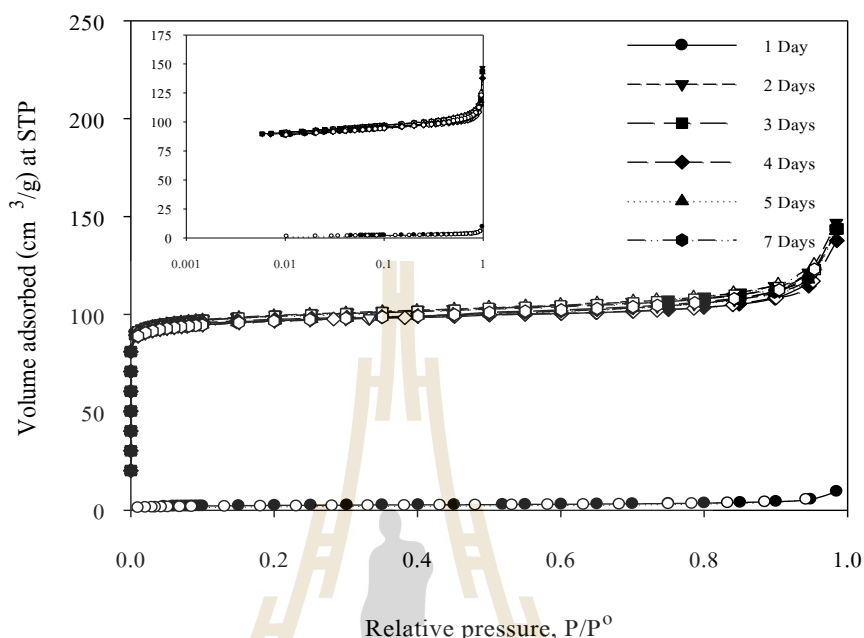 250
200
150
100
50
0
Volume adsorbed (cm ³/g) at STP
175
150
125
100
75
50
25
0
0.001 0.01 0.1 1
1 Day
2 Days
3 Days
4 Days
5 Days
7 Days
0.0 0.2 0.4 0.6 0.8 1.0
Relative pressure, P/P⁰